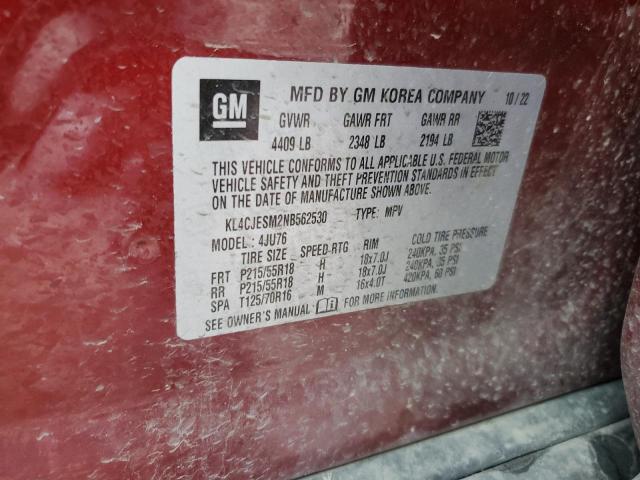 GM
MFD BY GM KOREA COMPANY 10/22
GVWR GAWR FRT GAWR RR
4409 LB 2348 LB 2194 LB
THIS VEHICLE CONFORMS TO ALL APPLICABLE U.S. FEDERAL MOTOR
VEHICLE SAFETY AND THEFT PREVENTION STANDARDS IN EFFECT
ON THE DATE OF MANUFACTURE SHOWN ABOVE.
KL4CJESM2NB562530 TYPE: MPV
MODEL: 4JU76
TIRE SIZE SPEED-RTG RIM COLD TIRE PRESSURE
FRT P215/55R18 H 18x7.0J 240KPA, 35 PSI
RR P215/55R18 H 18x7.0J 240KPA, 35 PSI
SPA T125/70R16 M 16x4.0T 420KPA, 60 PSI
SEE OWNER'S MANUAL FOR MORE INFORMATION.